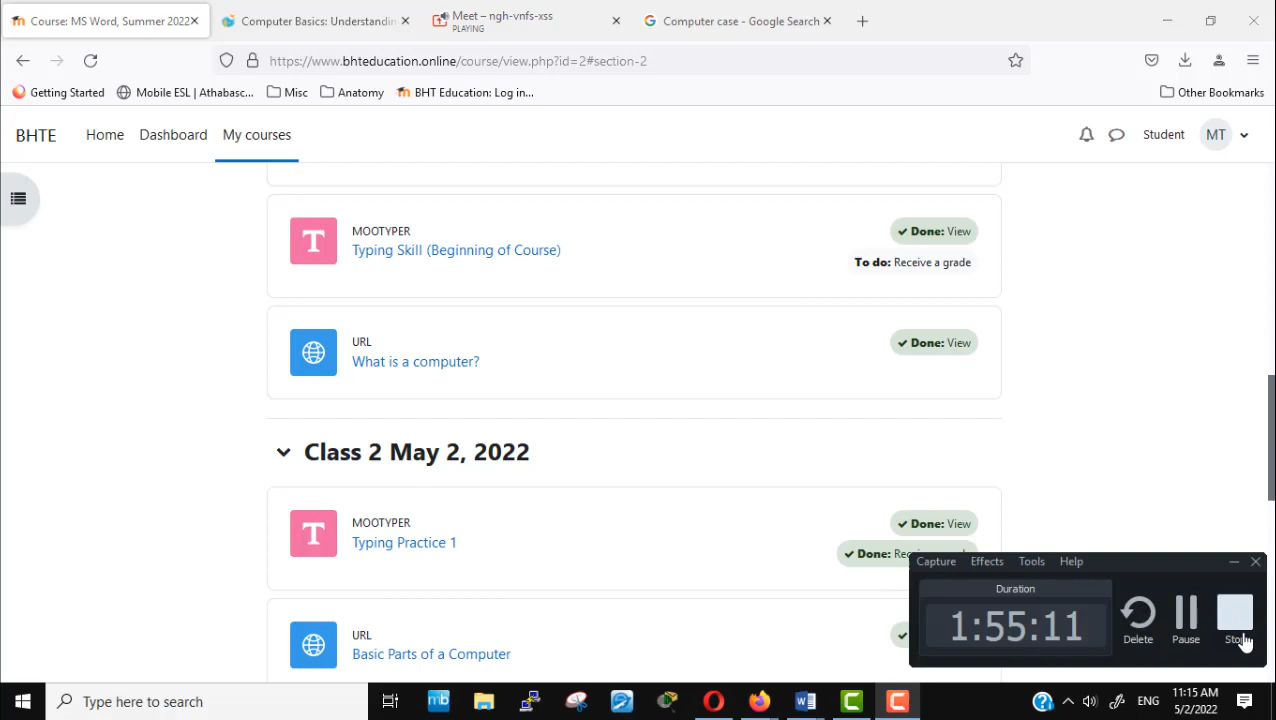 Course: MS Word, Summer 2022
Computer Basics: Understandin
Meet – ngh-vnfs-xss
PLAYING
Computer case - Google Search
https://www.bhteducation.online/course/view.php?id=2#section-2
Getting Started
Mobile ESL | Athabasc...
Misc
Anatomy
BHT Education: Log in...
Other Bookmarks
BHTE
Home
Dashboard
My courses
Student
MT
T
MOOTYPER
Typing Skill (Beginning of Course)
Done: View
To do: Receive a grade
URL
What is a computer?
Done: View
Class 2 May 2, 2022
T
MOOTYPER
Typing Practice 1
Done: View
Done:
URL
Basic Parts of a Computer
Capture
Effects
Tools
Help
Duration
1:55:11
Delete
Pause
Stop
Type here to search
mb
ENG
11:15 AM
5/2/2022